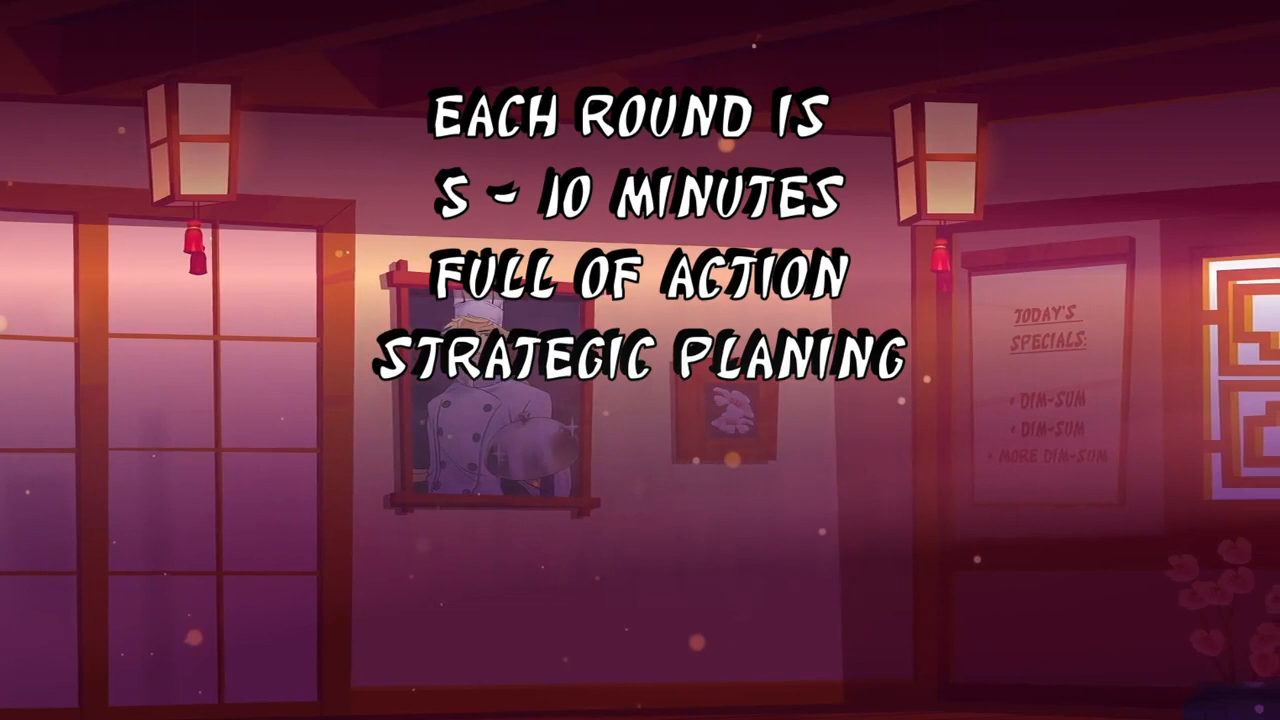 EACH ROUND IS
5 - 10 MINUTES
FULL OF ACTION
STRATEGIC PLANING
TODAY'S
SPECIALS:
• DIM-SUM
• DIM-SUM
• MORE DIM-SUM